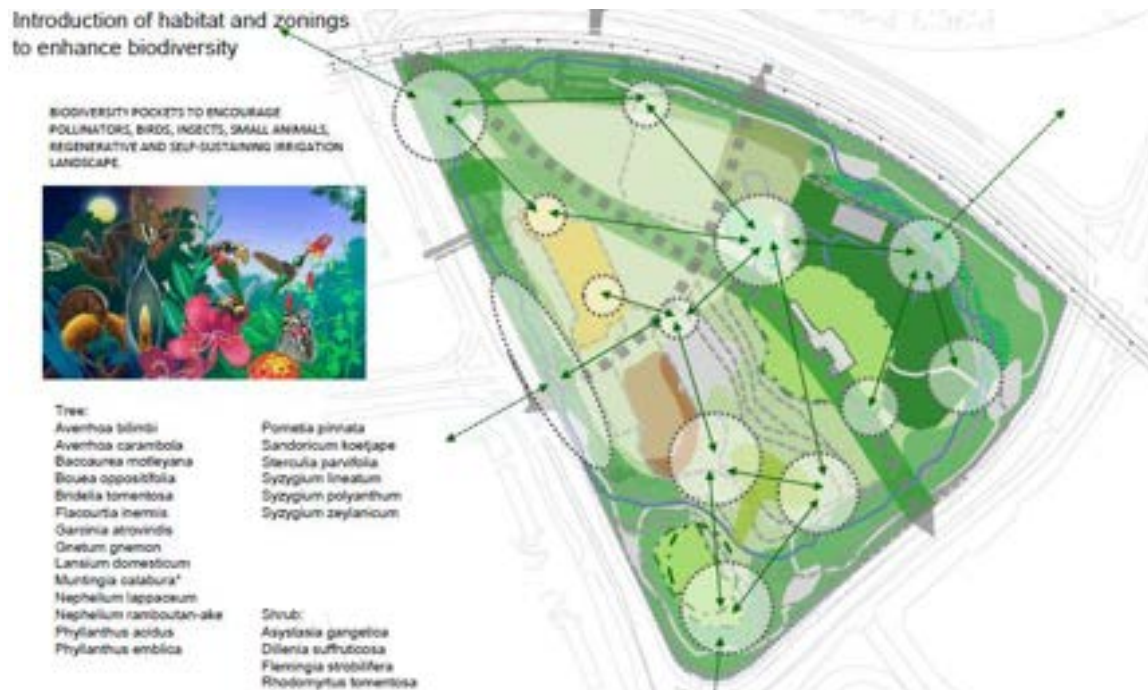 Introduction of habitat and zonings
to enhance biodiversity
BIODIVERSITY POCKETS TO ENCOURAGE
POLLINATORS, BIRDS, INSECTS, SMALL ANIMALS,
REGENERATIVE AND SELF-SUSTAINING IRRIGATION
LANDSCAPE.
Tree:
Averrhoa bilimbi
Averrhoa carambola
Baccaurea motleyana
Bouea oppositifolia
Bridelia tomentosa
Flacourtia inermis
Garcinia atroviridis
Gnetum gnemon
Lansium domesticum
Muntingia calabura*
Nephelium lappaceum
Nephelium ramboutan-ake
Phyllanthus acidus
Phyllanthus emblica
Pometia pinnata
Sandoricum koetjape
Sterculia parvifolia
Syzygium lineatum
Syzygium polyanthum
Syzygium zeylanicum
Shrub:
Asystasia gangetica
Dillenia suffruticosa
Flemingia strobilifera
Rhodomyrtus tomentosa